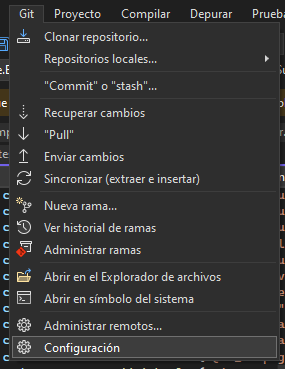 Git Proyecto Compilar Depurar Prueba
Clonar repositorio...
Repositorios locales...
"Commit" o "stash"...
Recuperar cambios
"Pull"
Enviar cambios
Sincronizar (extraer e insertar)
Nueva rama...
Ver historial de ramas
Administrar ramas
Abrir en el Explorador de archivos
Abrir en símbolo del sistema
Administrar remotos...
Configuración